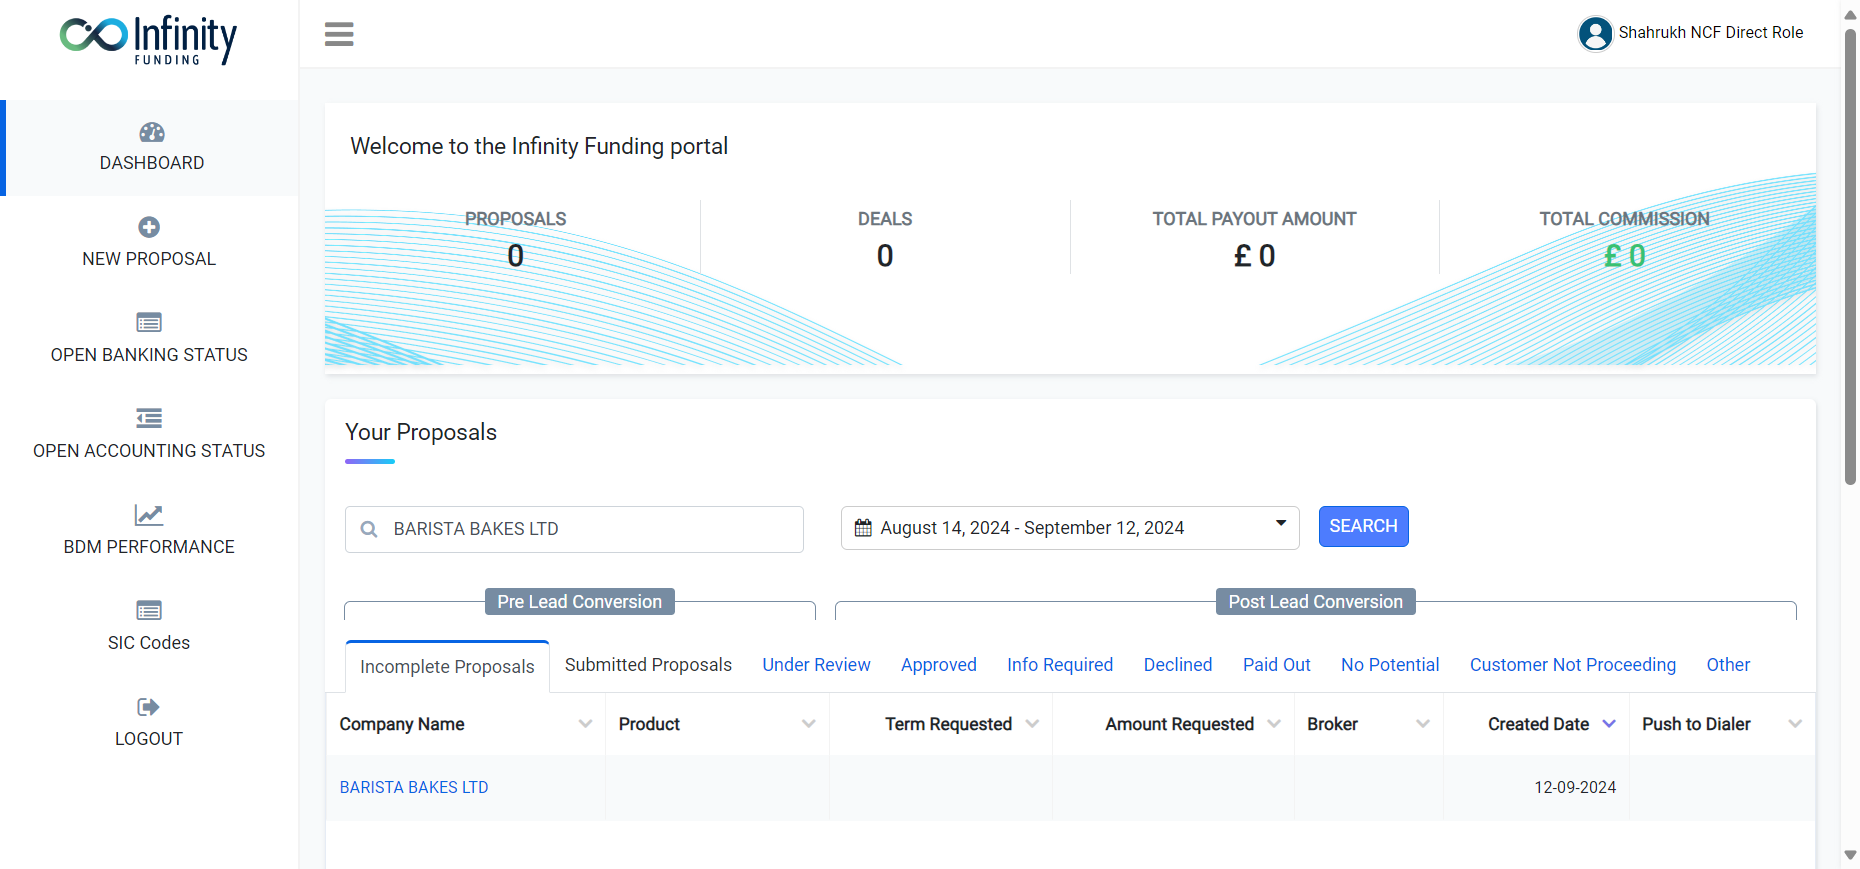 Infinity
FUNDING
Shahrukh NCF Direct Role
DASHBOARD
NEW PROPOSAL
OPEN BANKING STATUS
OPEN ACCOUNTING STATUS
BDM PERFORMANCE
SIC Codes
LOGOUT
Welcome to the Infinity Funding portal
PROPOSALS DEALS TOTAL PAYOUT AMOUNT TOTAL COMMISSION
0 0 £ 0 £ 0
Your Proposals
BARISTA BAKES LTD August 14, 2024 - September 12, 2024 SEARCH
Pre Lead Conversion Post Lead Conversion
Incomplete Proposals Submitted Proposals Under Review Approved Info Required Declined Paid Out No Potential Customer Not Proceeding Other
Company Name Product Term Requested Amount Requested Broker Created Date Push to Dialer
BARISTA BAKES LTD 12-09-2024